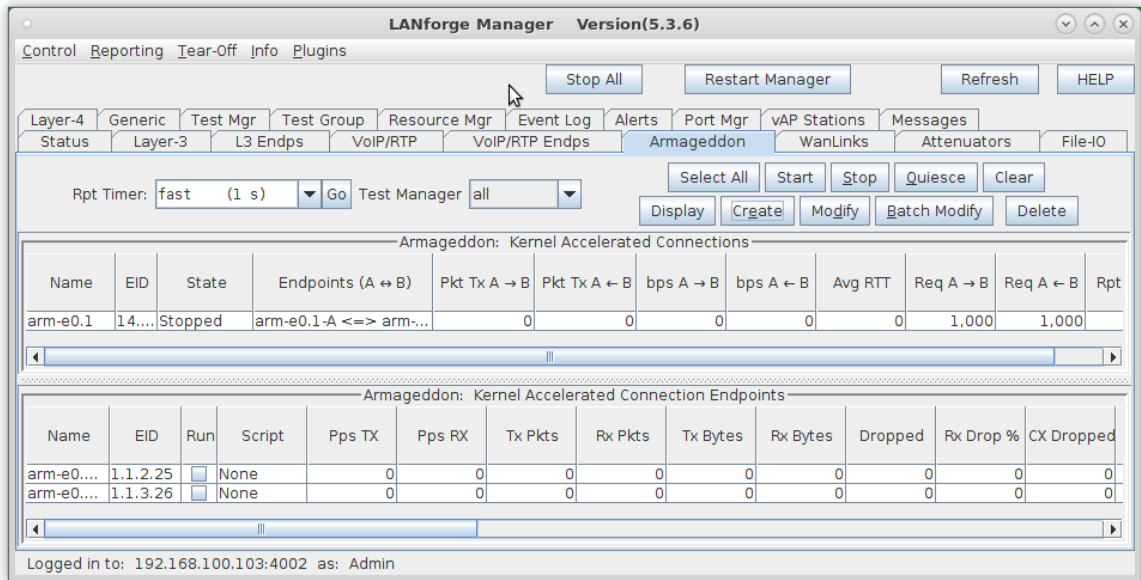 LANforge Manager Version(5.3.6)
Control Reporting Tear-Off Info Plugins
Stop All Restart Manager Refresh HELP
Layer-4 Generic Test Mgr Test Group Resource Mgr Event Log Alerts Port Mgr vAP Stations Messages
Status Layer-3 L3 Endps VoIP/RTP VoIP/RTP Endps Armageddon WanLinks Attenuators File-IO
Select All Start Stop Quiesce Clear
Rpt Timer: fast (1 s) Go Test Manager all
Display Create Modify Batch Modify Delete
Armageddon: Kernel Accelerated Connections
Name EID State Endpoints (A ↔ B) Pkt Tx A → B Pkt Tx A ← B bps A → B bps A ← B Avg RTT Req A → B Req A ← B Rpt
arm-e0.1 14.... Stopped arm-e0.1-A <=> arm-... 0 0 0 0 0 1,000 1,000
Armageddon: Kernel Accelerated Connection Endpoints
Name EID Run Script Pps TX Pps RX Tx Pkts Rx Pkts Tx Bytes Rx Bytes Dropped Rx Drop % CX Dropped
arm-e0.... 1.1.2.25 None 0 0 0 0 0 0 0 0 0
arm-e0.... 1.1.3.26 None 0 0 0 0 0 0 0 0 0
Logged in to: 192.168.100.103:4002 as: Admin